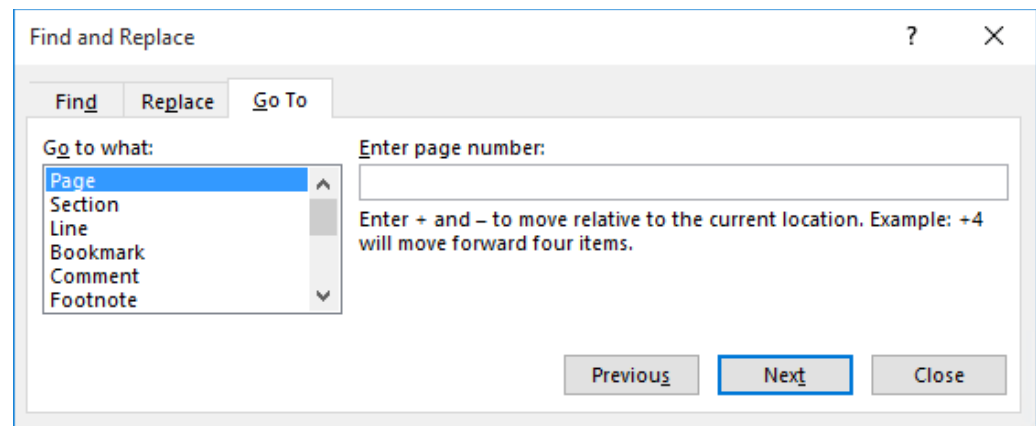 Find and Replace
?
Find
Replace
Go To
Go to what:
Page
Section
Line
Bookmark
Comment
Footnote
Enter page number:
Enter + and – to move relative to the current location. Example: +4
will move forward four items.
Previous
Next
Close